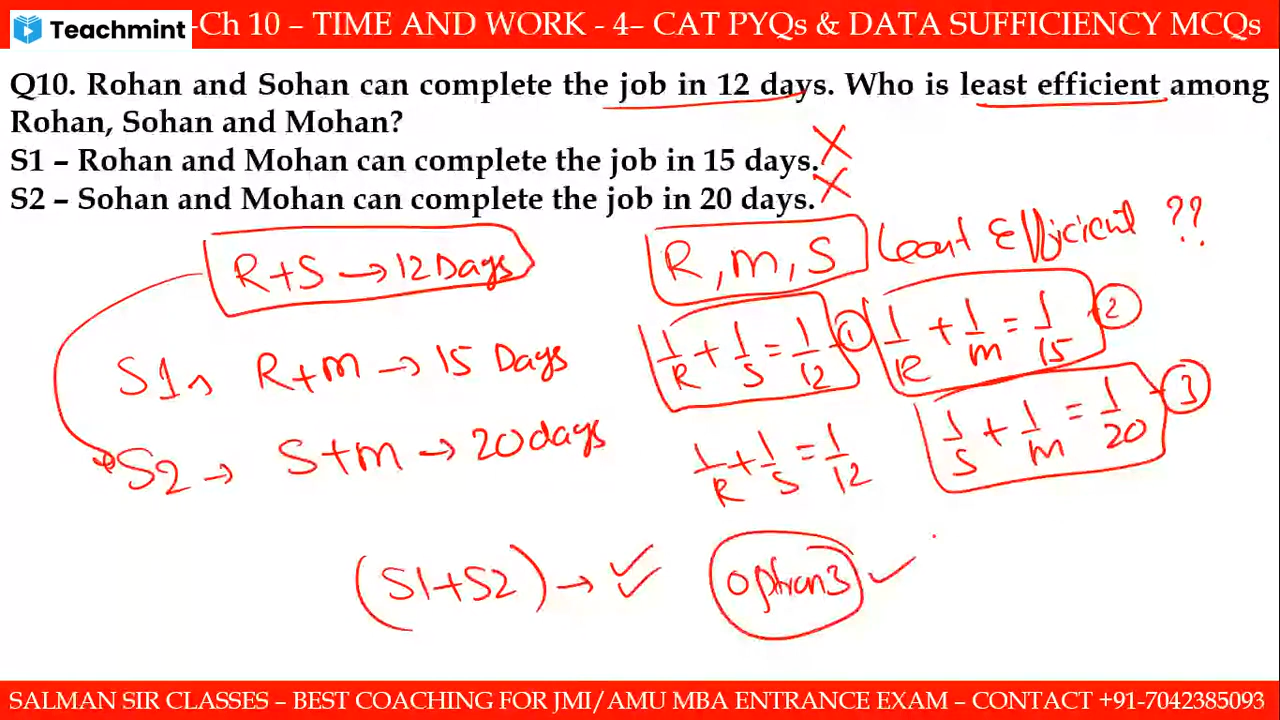 Teachmint
-Ch 10 – TIME AND WORK - 4– CAT PYQs & DATA SUFFICIENCY MCQs
Q10. Rohan and Sohan can complete the job in 12 days. Who is least efficient among
Rohan, Sohan and Mohan?
S1 – Rohan and Mohan can complete the job in 15 days.
S2 – Sohan and Mohan can complete the job in 20 days.
R+S → 12 Days
R, m, S Least Efficient ??
1/R + 1/S = 1/12 - ①
1/R + 1/m = 1/15 - ②
S1, R+m → 15 Days
1/S + 1/m = 1/20 - ③
S2 → S+m → 20 days
1/R + 1/S = 1/12
(S1+S2) → ✓✓ option3 ✓
SALMAN SIR CLASSES – BEST COACHING FOR JMI/AMU MBA ENTRANCE EXAM – CONTACT +91-7042385093